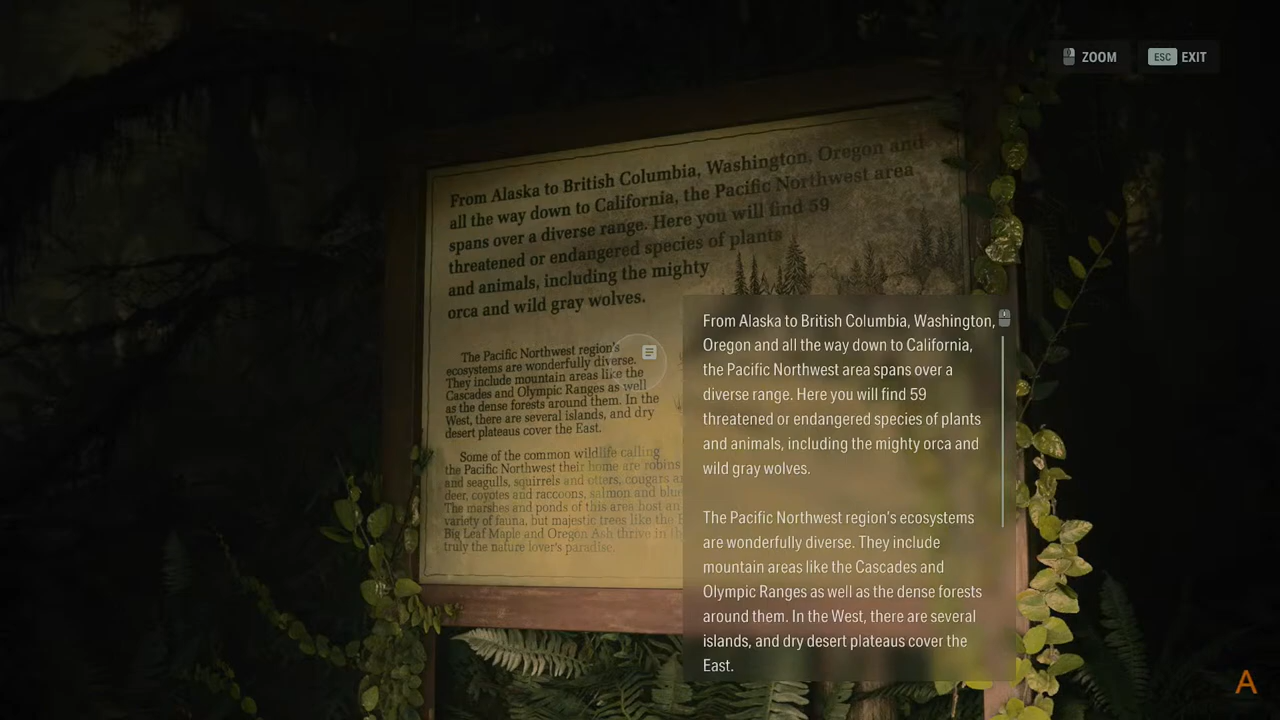 ZOOM
ESC EXIT
From Alaska to British Columbia, Washington, Oregon and
all the way down to California, the Pacific Northwest area
spans over a diverse range. Here you will find 59
threatened or endangered species of plants
and animals, including the mighty
orca and wild gray wolves.
The Pacific Northwest region's
ecosystems are wonderfully diverse.
They include mountain areas like the
Cascades and Olympic Ranges as well
as the dense forests around them. In the
West, there are several islands, and dry
desert plateaus cover the East.
Some of the common wildlife calling
the Pacific Northwest their home are robins
and seagulls, squirrels and otters, cougars
deer, coyotes and raccoons, salmon and
The marshes and ponds of this area host an
variety of fauna, but majestic trees like the
Big Leaf Maple and Oregon Ash thrive in
truly the nature lover's paradise.
From Alaska to British Columbia, Washington,
Oregon and all the way down to California,
the Pacific Northwest area spans over a
diverse range. Here you will find 59
threatened or endangered species of plants
and animals, including the mighty orca and
wild gray wolves.
The Pacific Northwest region's ecosystems
are wonderfully diverse. They include
mountain areas like the Cascades and
Olympic Ranges as well as the dense forests
around them. In the West, there are several
islands, and dry desert plateaus cover the
East.
A